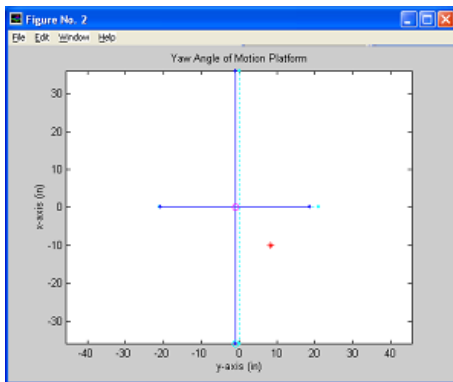 Figure No. 2
File Edit Window Help
Yaw Angle of Motion Platform
30
20
10
0
-10
-20
-30
x-axis (in)
-40 -30 -20 -10 0 10 20 30 40
y-axis (in)